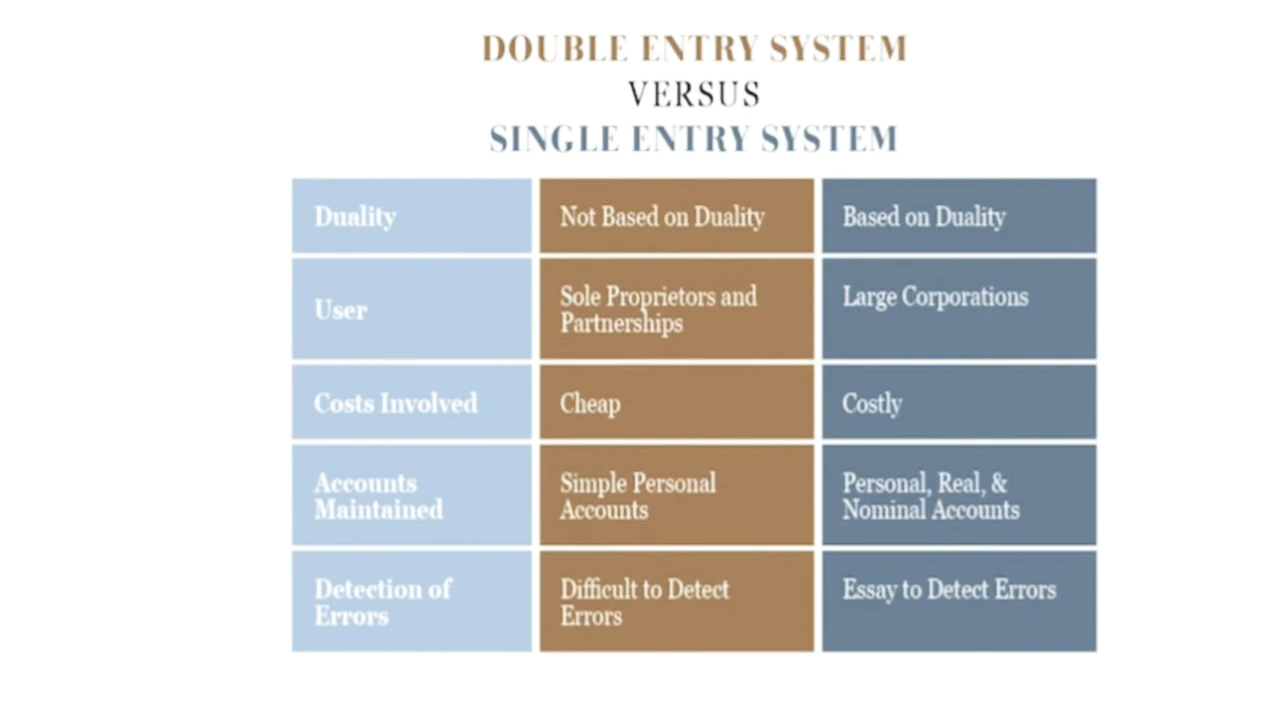 DOUBLE ENTRY SYSTEM
VERSUS
SINGLE ENTRY SYSTEM
Duality
Not Based on Duality
Based on Duality
User
Sole Proprietors and
Partnerships
Large Corporations
Costs Involved
Cheap
Costly
Accounts
Maintained
Simple Personal
Accounts
Personal, Real, &
Nominal Accounts
Detection of
Errors
Difficult to Detect
Errors
Essay to Detect Errors